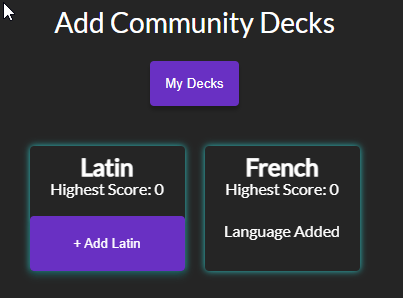 Add Community Decks
My Decks
Latin
Highest Score: 0
+ Add Latin
French
Highest Score: 0
Language Added